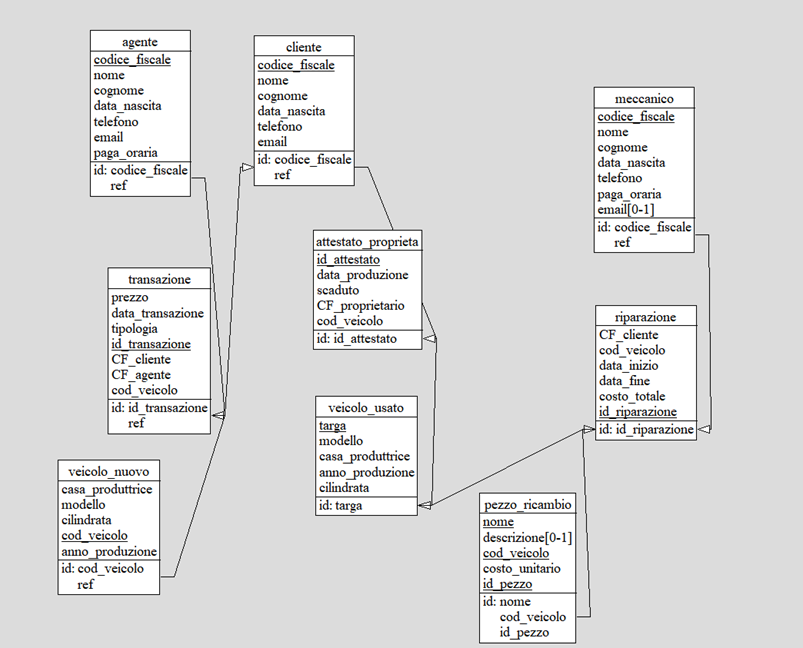 agente
codice_fiscale
nome
cognome
data_nascita
telefono
email
paga_oraria
id: codice_fiscale
ref
cliente
codice_fiscale
nome
cognome
data_nascita
telefono
email
id: codice_fiscale
ref
meccanico
codice_fiscale
nome
cognome
data_nascita
telefono
paga_oraria
email[0-1]
id: codice_fiscale
ref
attestato_proprieta
id_attestato
data_produzione
scaduto
CF_proprietario
cod_veicolo
id: id_attestato
transazione
prezzo
data_transazione
tipologia
id_transazione
CF_cliente
CF_agente
cod_veicolo
id: id_transazione
ref
riparazione
CF_cliente
cod_veicolo
data_inizio
data_fine
costo_totale
id_riparazione
id: id_riparazione
veicolo_usato
targa
modello
casa_produttrice
anno_produzione
cilindrata
id: targa
veicolo_nuovo
casa_produttrice
modello
cilindrata
cod_veicolo
anno_produzione
id: cod_veicolo
ref
pezzo_ricambio
nome
descrizione[0-1]
cod_veicolo
costo_unitario
id_pezzo
id: nome
cod_veicolo
id_pezzo